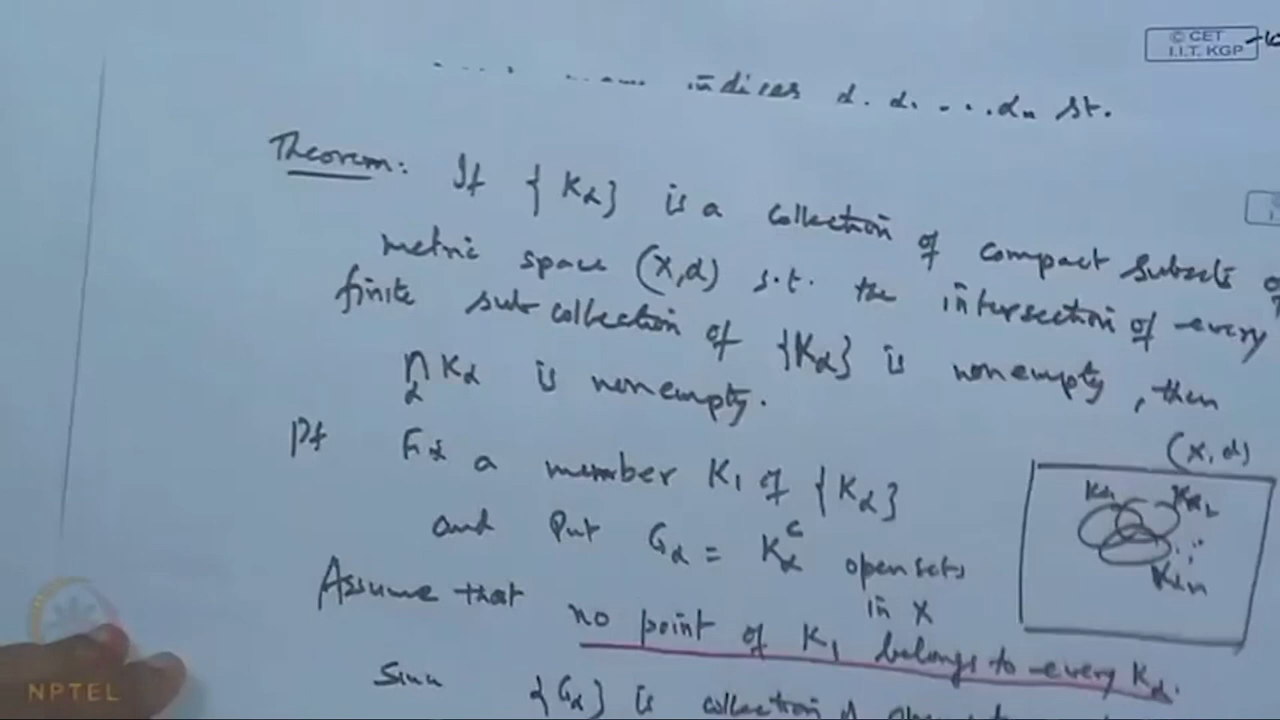 © CET
I.I.T. KGP
indices α, α, ... αn st.
Theorem: If {Kα} is a collection of compact subsets of
metric space (X,d) s.t. the intersection of every
finite subcollection of {Kα} is nonempty, then
∩α Kα is nonempty.
Pf Fix a member K1 of {Kα}
and put Gα = Kα^c open sets
in X
(X, d)
Kα1 Kα2
Kαn
Assume that no point of K1 belongs to every Kα.
Since {Gα} is collection of
NPTEL